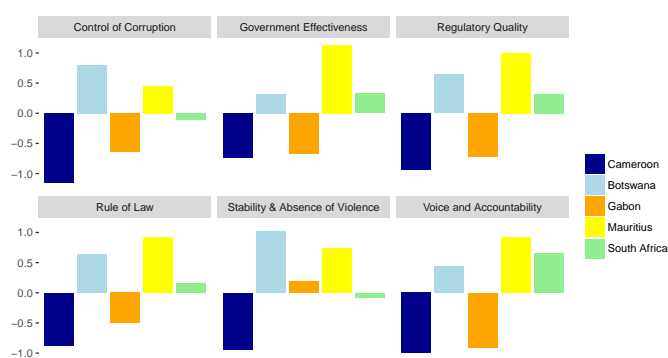 Control of Corruption
Government Effectiveness
Regulatory Quality
1.0
0.5
0.0
−0.5
−1.0
Rule of Law
Stability & Absence of Violence
Voice and Accountability
1.0
0.5
0.0
−0.5
−1.0
Cameroon
Botswana
Gabon
Mauritius
South Africa